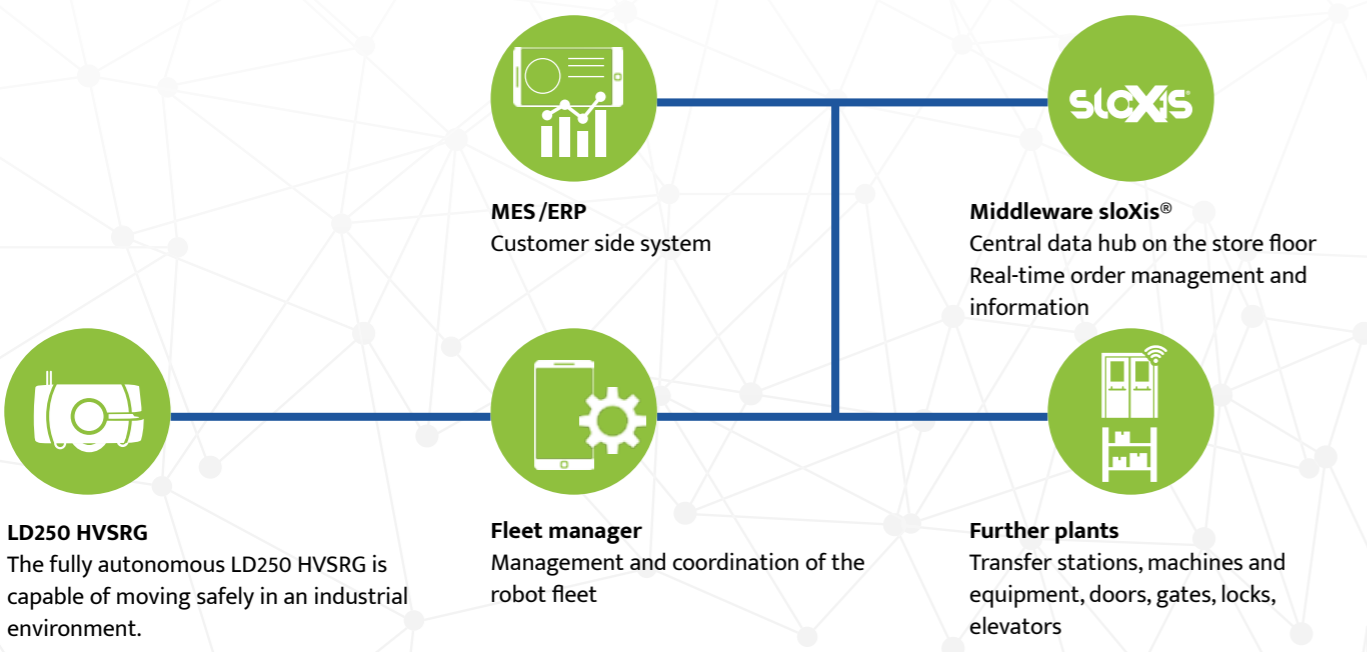 sloXis®
MES/ERP
Customer side system
Middleware sloXis®
Central data hub on the store floor
Real-time order management and
information
LD250 HVSRG
The fully autonomous LD250 HVSRG is
capable of moving safely in an industrial
environment.
Fleet manager
Management and coordination of the
robot fleet
Further plants
Transfer stations, machines and
equipment, doors, gates, locks,
elevators